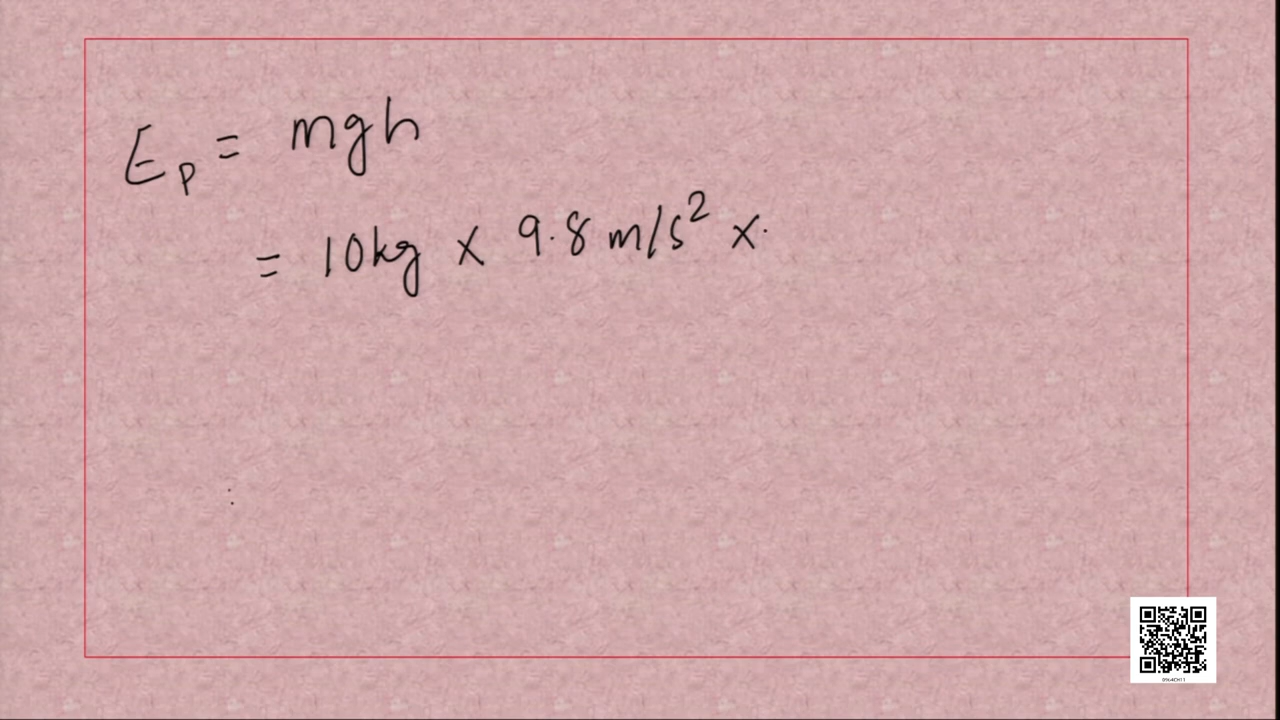 Ep = mgh
= 10kg × 9.8 m/s² ×